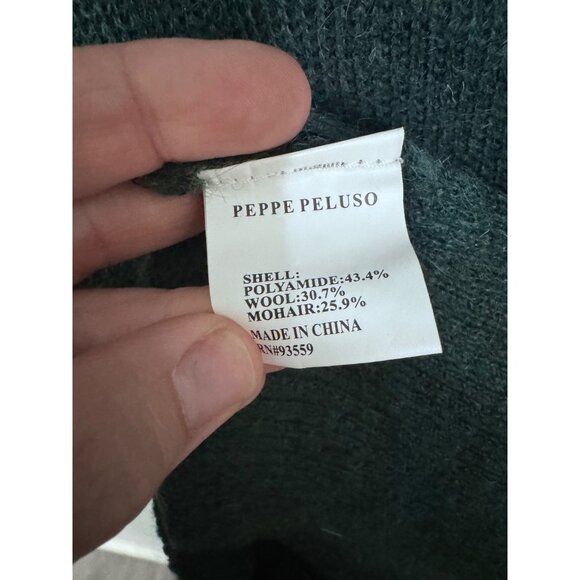 PEPPE PELUSO
SHELL:
POLYAMIDE:43.4%
WOOL:30.7%
MOHAIR:25.9%
MADE IN CHINA
RN#93559